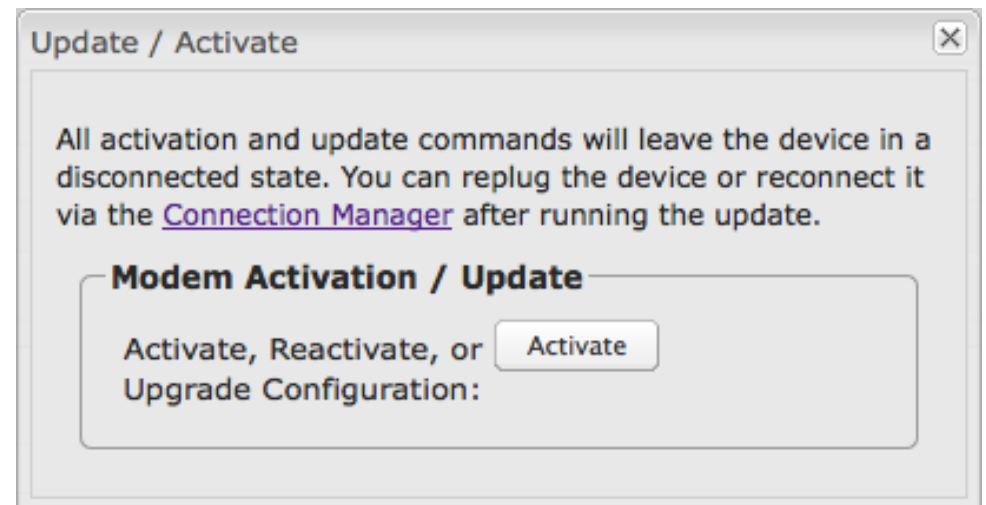 Update / Activate
All activation and update commands will leave the device in a
disconnected state. You can replug the device or reconnect it
via the Connection Manager after running the update.
Modem Activation / Update
Activate, Reactivate, or Activate
Upgrade Configuration: